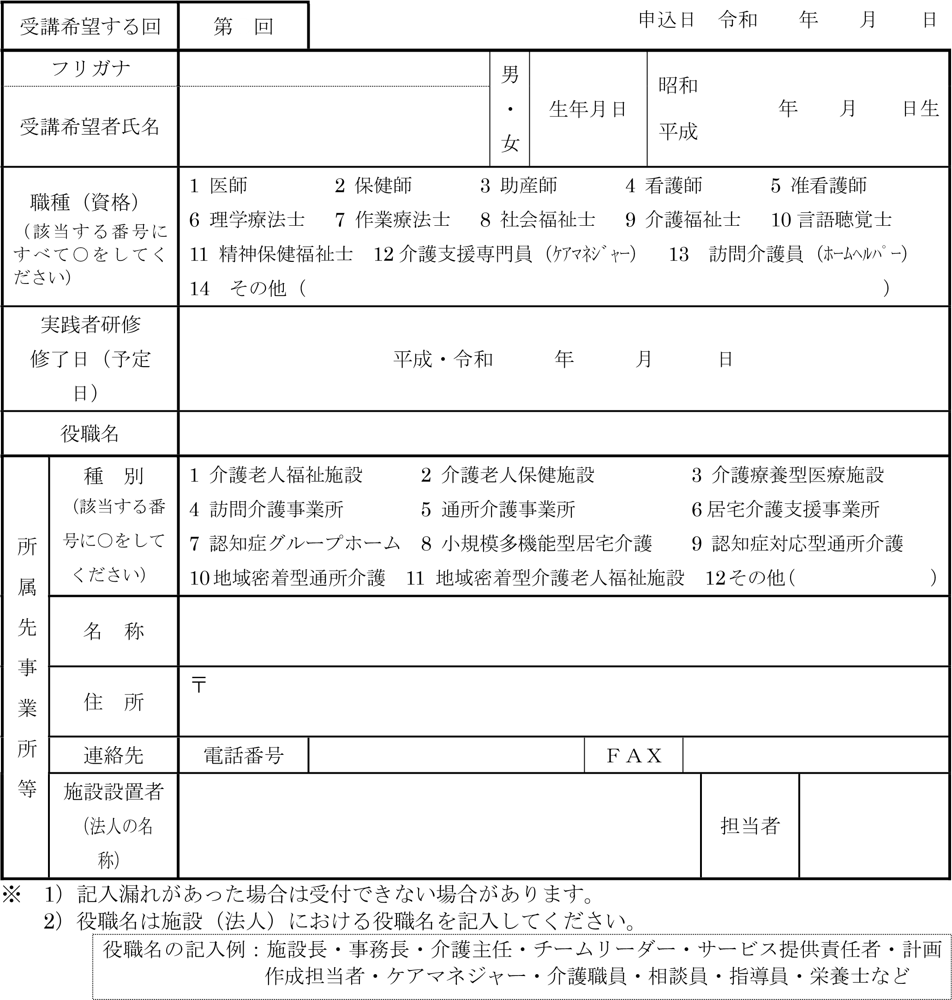 受講希望する回 第　回 申込日　令和　　年　　月　　日
フリガナ
受講希望者氏名
男・女
生年月日
昭和
平成
年　　月　　日生
職種（資格）
（該当する番号に
すべて〇をしてく
ださい）
1 医師 2 保健師 3 助産師 4 看護師 5 准看護師
6 理学療法士 7 作業療法士 8 社会福祉士 9 介護福祉士 10 言語聴覚士
11 精神保健福祉士 12 介護支援専門員（ｹｱﾏﾈｼﾞｬｰ） 13　訪問介護員（ﾎｰﾑﾍﾙﾊﾟｰ）
14　その他（　　　　　　　　　　）
実践者研修
修了日（予定
日）
平成・令和　　　年　　　月　　　日
役職名
所属先事業所等
種　別
（該当する番
号に〇をして
ください）
1 介護老人福祉施設 2 介護老人保健施設 3 介護療養型医療施設
4 訪問介護事業所 5 通所介護事業所 6 居宅介護支援事業所
7 認知症グループホーム 8 小規模多機能型居宅介護 9 認知症対応型通所介護
10 地域密着型通所介護 11 地域密着型介護老人福祉施設 12 その他（　　　　　　）
名　称
住　所
〒
連絡先 電話番号 ＦＡＸ
施設設置者
（法人の名
称）
担当者
※　1）記入漏れがあった場合は受付できない場合があります。
2）役職名は施設（法人）における役職名を記入してください。
役職名の記入例：施設長・事務長・介護主任・チームリーダー・サービス提供責任者・計画
作成担当者・ケアマネジャー・介護職員・相談員・指導員・栄養士など